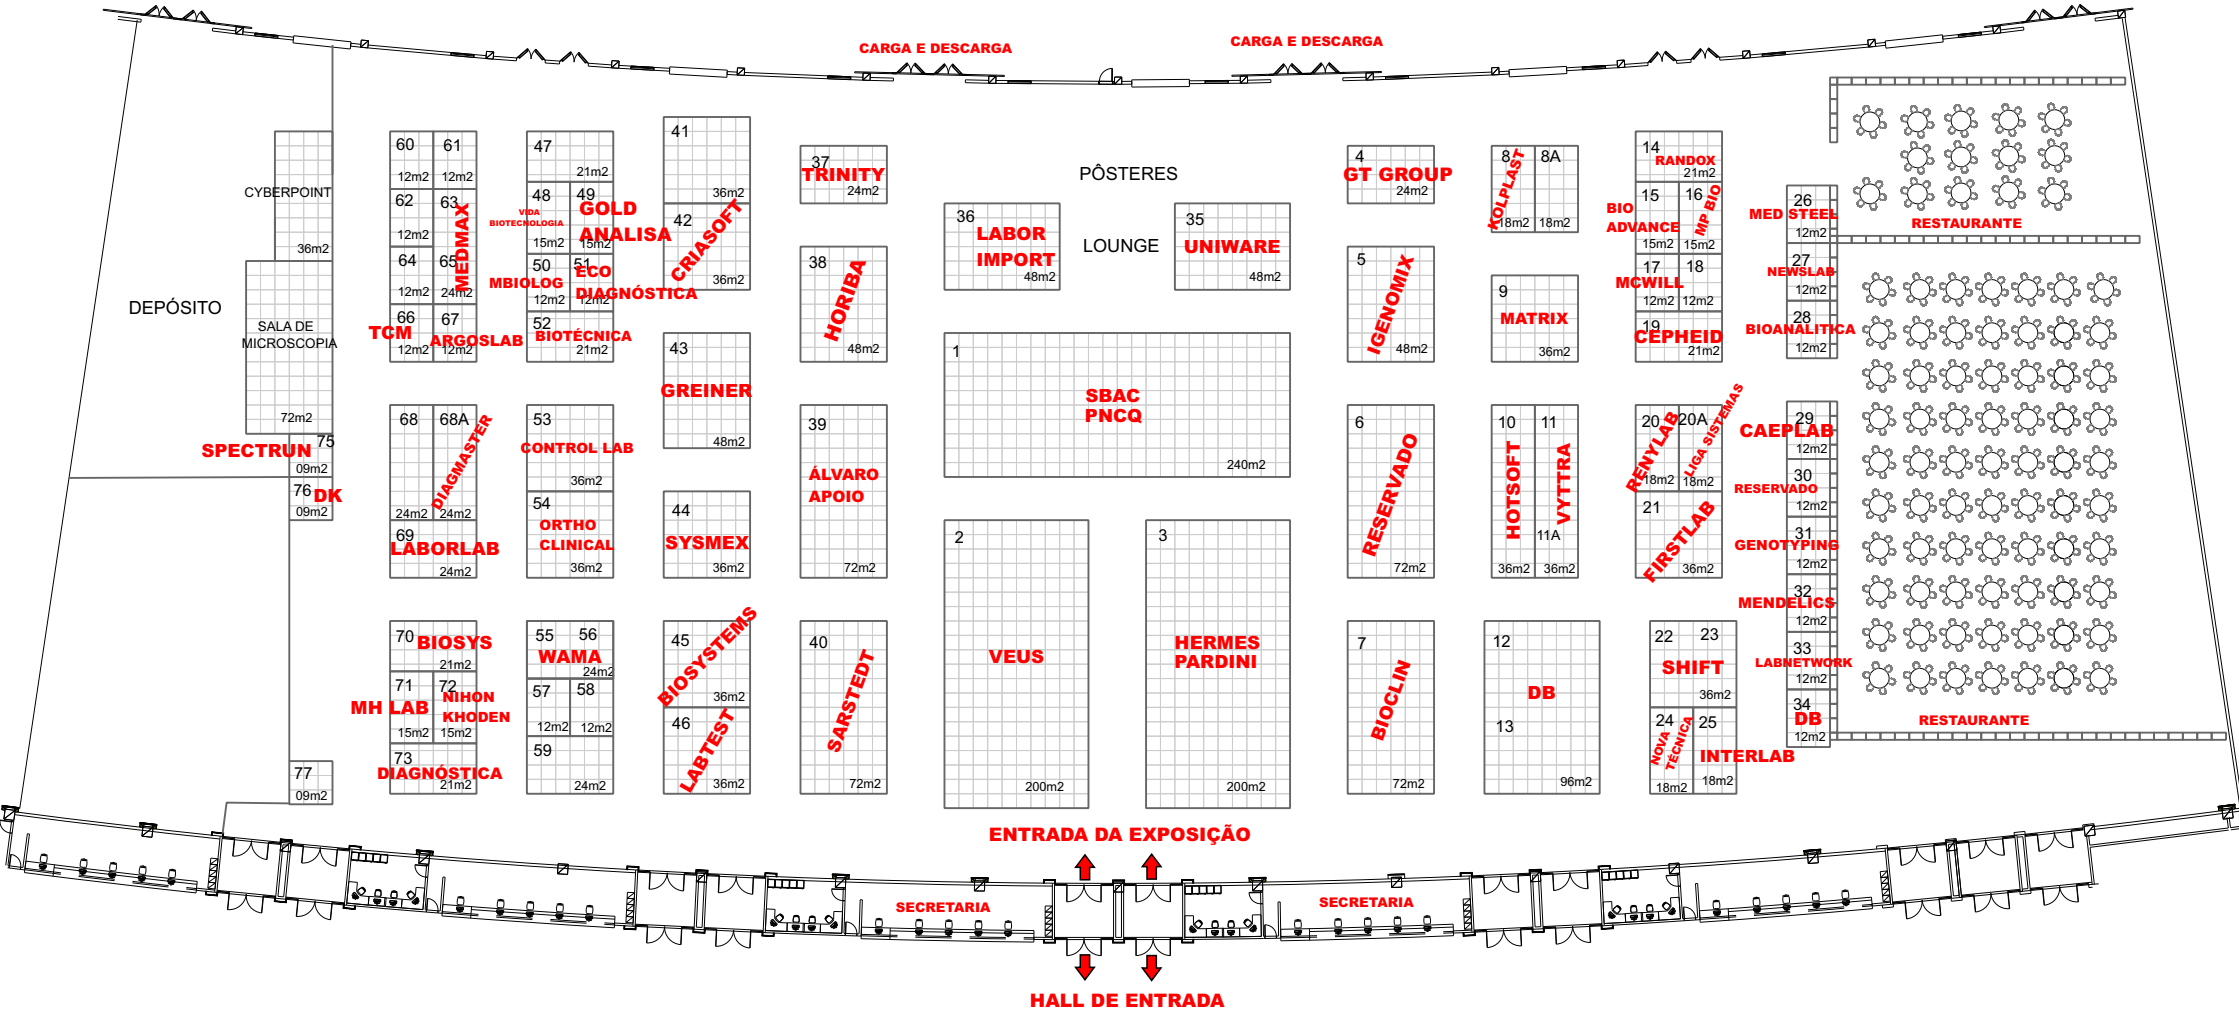 CARGA E DESCARGA
CARGA E DESCARGA
CYBERPOINT
36m2
DEPÓSITO
SALA DE
MICROSCOPIA
72m2
SPECTRUN
75
09m2
76
DK
09m2
77
09m2
60
12m2
61
12m2
62
12m2
63
MEDMAX
64
12m2
65
24m2
66
TCM
12m2
67
ARGOSLAB
12m2
68
24m2
68A
DIAGMASTER
24m2
69
LABORLAB
24m2
70
BIOSYS
21m2
71
MH LAB
15m2
72
NIHON
KHODEN
15m2
73
DIAGNÓSTICA
21m2
47
21m2
48
VIDA
BIOTECNOLOGIA
15m2
49
GOLD
ANALISA
15m2
50
MBIOLOG
12m2
51
ECO
DIAGNÓSTICA
12m2
52
BIOTÉCNICA
21m2
53
CONTROL LAB
36m2
54
ORTHO
CLINICAL
36m2
55
56
WAMA
24m2
57
12m2
58
12m2
59
24m2
41
36m2
42
CRIASOFT
36m2
43
GREINER
48m2
44
SYSMEX
36m2
45
BIOSYSTEMS
36m2
46
LABTEST
36m2
37
TRINITY
24m2
38
HORIBA
48m2
39
ÁLVARO
APOIO
72m2
40
SARSTEDT
72m2
PÔSTERES
LOUNGE
36
LABOR
IMPORT
48m2
35
UNIWARE
48m2
1
SBAC
PNCQ
240m2
2
VEUS
200m2
3
HERMES
PARDINI
200m2
4
GT GROUP
24m2
5
IGENOMIX
48m2
6
RESERVADO
72m2
7
BIOCLIN
72m2
8
KOLPLAST
18m2
8A
18m2
9
MATRIX
36m2
10
HOTSOFT
36m2
11
VYTTRA
11A
36m2
12
DB
13
96m2
14
RANDOX
21m2
15
BIO
ADVANCE
15m2
16
MP BIO
15m2
17
MCWILL
12m2
18
12m2
19
CEPHEID
21m2
20
RENYLAB
18m2
20A
LIGA SISTEMAS
18m2
21
FIRSTLAB
36m2
22
23
SHIFT
36m2
24
NOVA
TÉCNICA
18m2
25
INTERLAB
18m2
26
MED STEEL
12m2
27
NEWSLAB
12m2
28
BIOANALITICA
12m2
29
CAEPLAB
12m2
30
RESERVADO
12m2
31
GENOTYPING
12m2
32
MENDELICS
12m2
33
LABNETWORK
12m2
34
DB
12m2
RESTAURANTE
RESTAURANTE
ENTRADA DA EXPOSIÇÃO
SECRETARIA
SECRETARIA
HALL DE ENTRADA